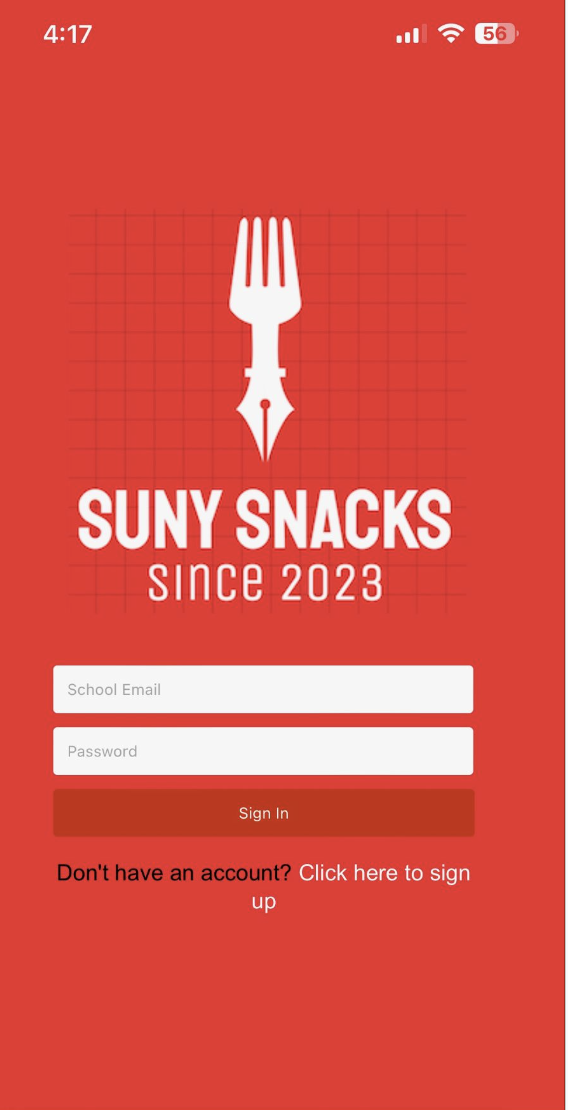 4:17
56
SUNY SNACKS
since 2023
School Email
Password
Sign In
Don't have an account? Click here to sign
up